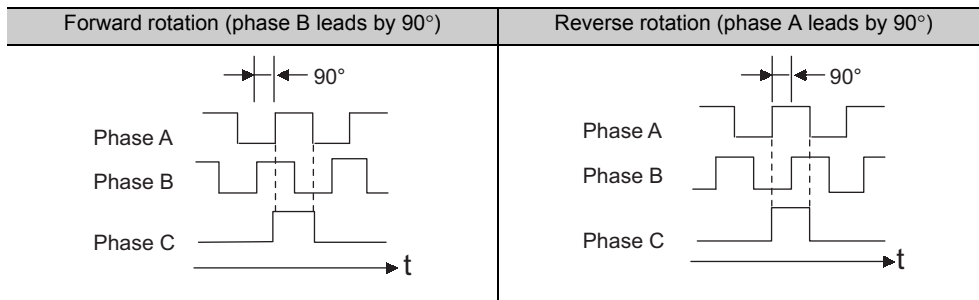 Forward rotation (phase B leads by 90°)
Reverse rotation (phase A leads by 90°)
90°
Phase A
Phase B
Phase C
t
90°
Phase A
Phase B
Phase C
t